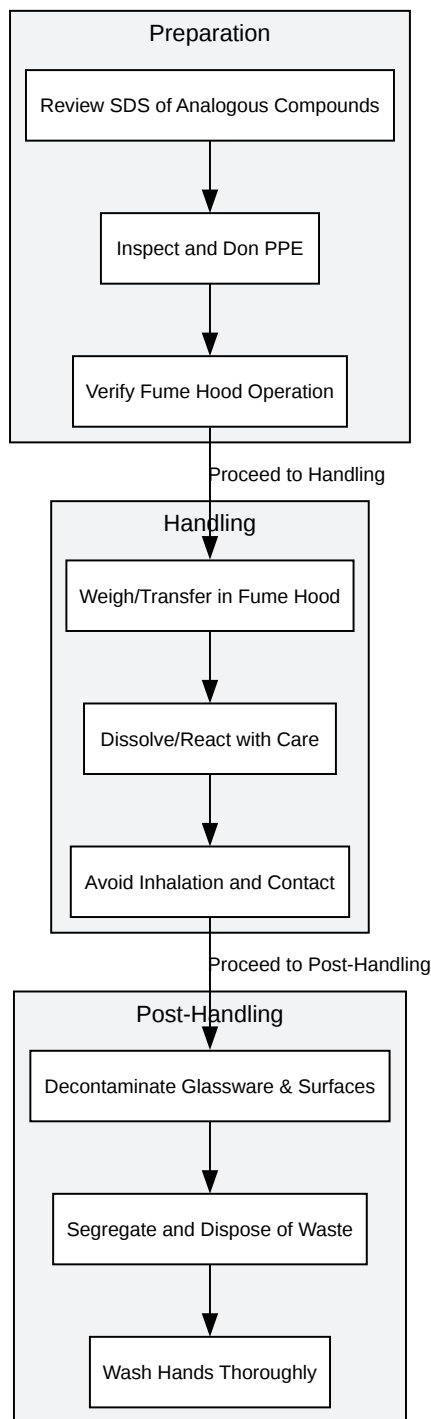 Preparation
Review SDS of Analogous Compounds
Inspect and Don PPE
Verify Fume Hood Operation
Proceed to Handling
Handling
Weigh/Transfer in Fume Hood
Dissolve/React with Care
Avoid Inhalation and Contact
Proceed to Post-Handling
Post-Handling
Decontaminate Glassware & Surfaces
Segregate and Dispose of Waste
Wash Hands Thoroughly